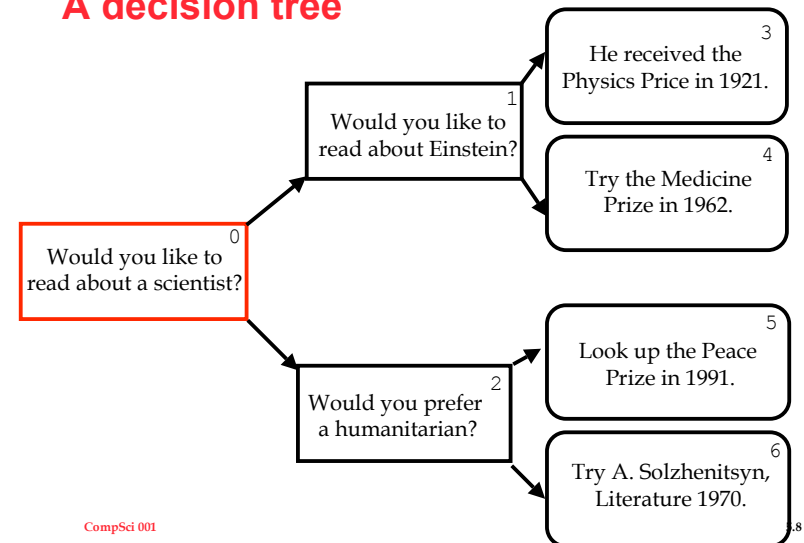 A decision tree
3
He received the
Physics Price in 1921.
1
Would you like to
read about Einstein?
4
Try the Medicine
Prize in 1962.
0
Would you like to
read about a scientist?
5
Look up the Peace
Prize in 1991.
2
Would you prefer
a humanitarian?
6
Try A. Solzhenitsyn,
Literature 1970.
CompSci 001
.8